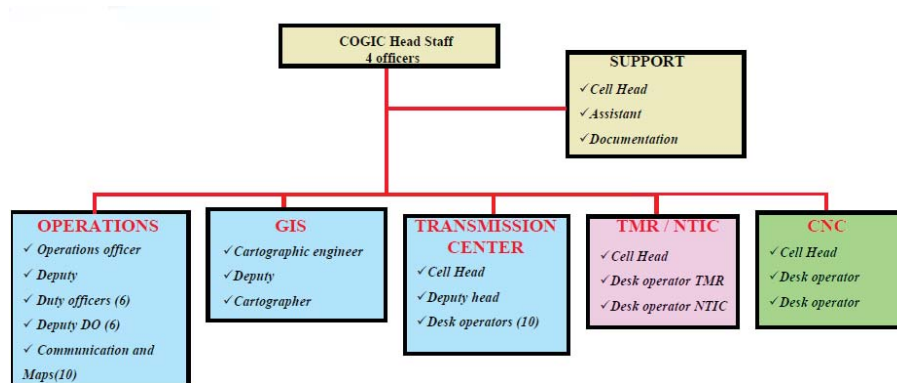 COGIC Head Staff
4 officers
SUPPORT
✓Cell Head
✓Assistant
✓Documentation
OPERATIONS
✓ Operations officer
✓ Deputy
✓ Duty officers (6)
✓ Deputy DO (6)
✓ Communication and
Maps(10)
GIS
✓Cartographic engineer
✓Deputy
✓Cartographer
TRANSMISSION
CENTER
✓Cell Head
✓Deputy head
✓Desk operators (10)
TMR / NTIC
✓Cell Head
✓Desk operator TMR
✓Desk operator NTIC
CNC
✓Cell Head
✓Desk operator
✓Desk operator